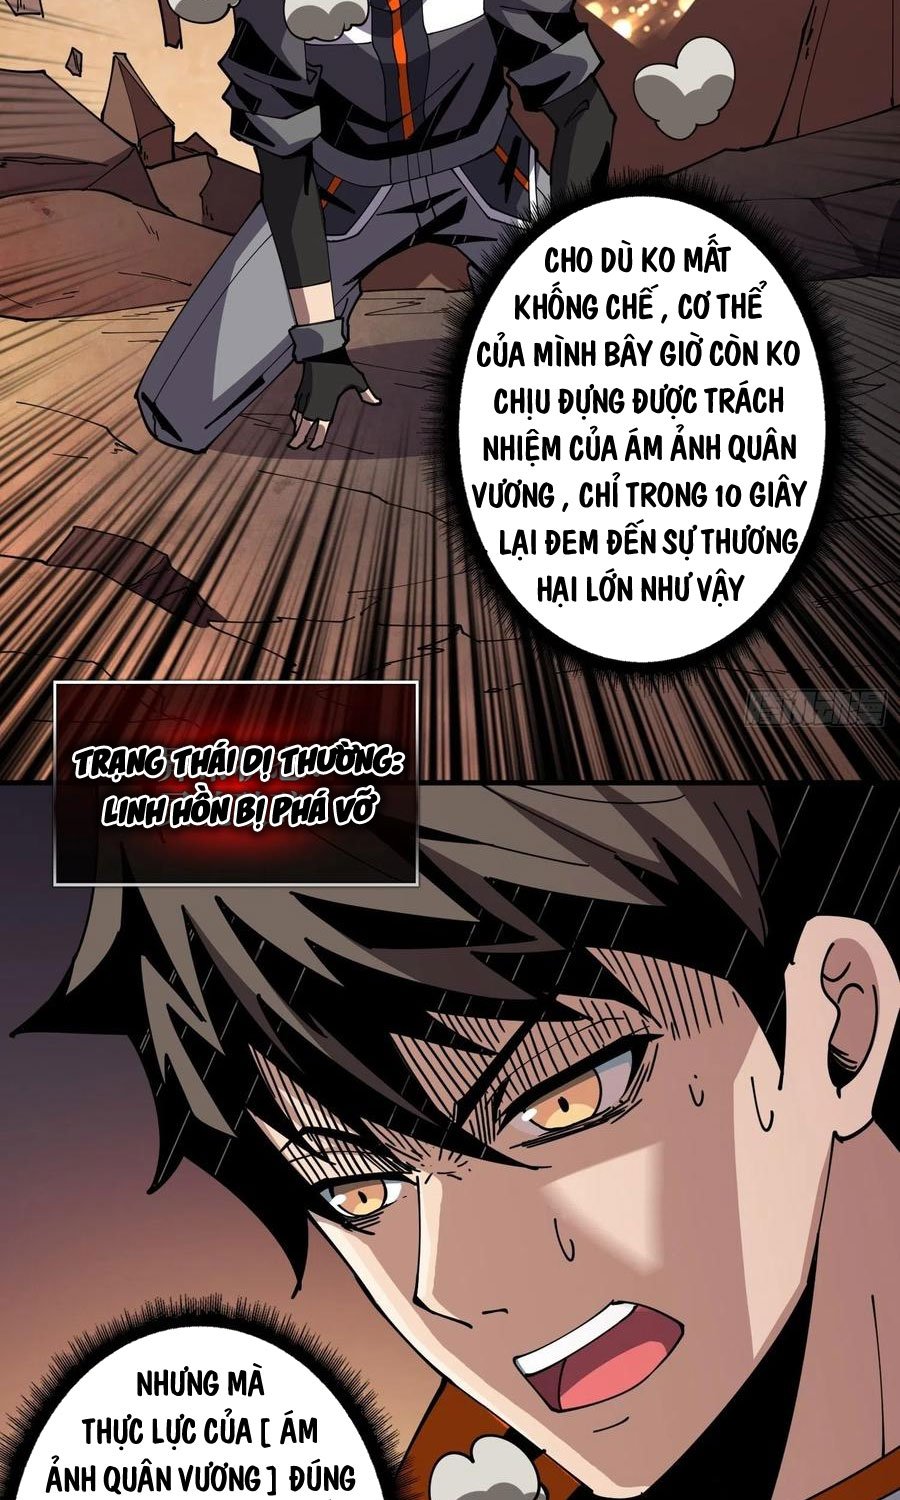 CHO DÙ KO MẤT
KHỐNG CHẾ , CƠ THỂ
CỦA MÌNH BÂY GIỜ CÒN KO
CHỊU ĐỰNG ĐƯỢC TRÁCH
NHIỆM CỦA ÁM ẢNH QUÂN
VƯƠNG , CHỈ TRONG 10 GIÂY
LẠI ĐEM ĐẾN SỰ THƯƠNG
HẠI LỚN NHƯ VẬY
TRẠNG THÁI DỊ THƯỜNG:
LINH HỒN BỊ PHÁ VỠ
NHƯNG MÀ
THỰC LỰC CỦA [ ÁM
ẢNH QUÂN VƯƠNG ] ĐÚNG